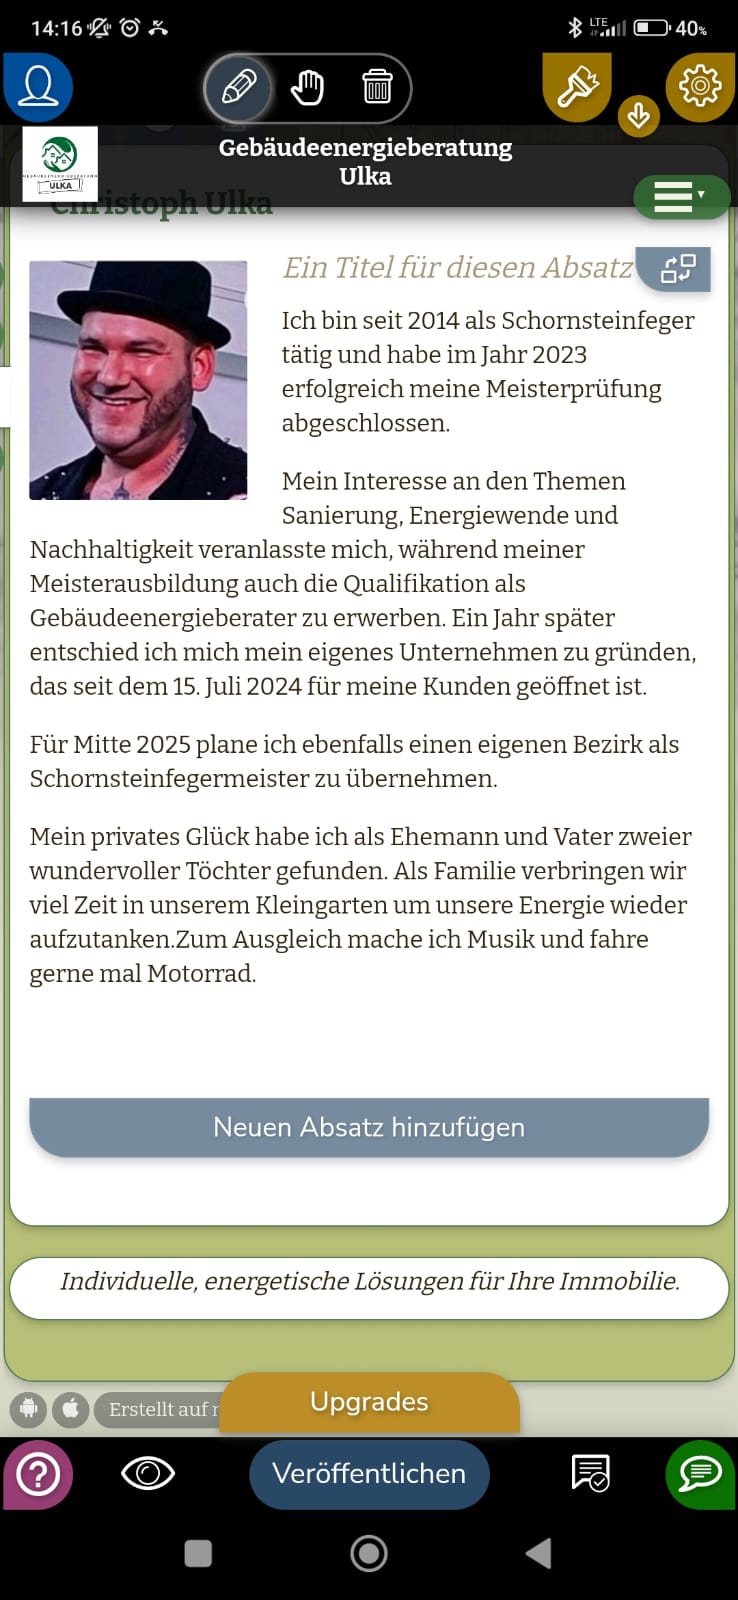 14:16
LTE
40%
Gebäudeenergieberatung
Ulka
GEBÄUDEENERGIEBERATUNG
ULKA
Christoph Ulka
Ein Titel für diesen Absatz
Ich bin seit 2014 als Schornsteinfeger
tätig und habe im Jahr 2023
erfolgreich meine Meisterprüfung
abgeschlossen.
Mein Interesse an den Themen
Sanierung, Energiewende und
Nachhaltigkeit veranlasste mich, während meiner
Meisterausbildung auch die Qualifikation als
Gebäudeenergieberater zu erwerben. Ein Jahr später
entschied ich mich mein eigenes Unternehmen zu gründen,
das seit dem 15. Juli 2024 für meine Kunden geöffnet ist.
Für Mitte 2025 plane ich ebenfalls einen eigenen Bezirk als
Schornsteinfegermeister zu übernehmen.
Mein privates Glück habe ich als Ehemann und Vater zweier
wundervoller Töchter gefunden. Als Familie verbringen wir
viel Zeit in unserem Kleingarten um unsere Energie wieder
aufzutanken.Zum Ausgleich mache ich Musik und fahre
gerne mal Motorrad.
Neuen Absatz hinzufügen
Individuelle, energetische Lösungen für Ihre Immobilie.
Erstellt auf
Upgrades
Veröffentlichen